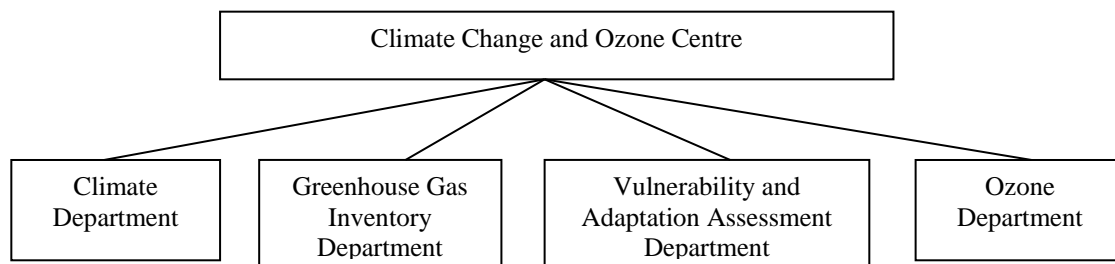 Climate Change and Ozone Centre
Climate
Department
Greenhouse Gas
Inventory
Department
Vulnerability and
Adaptation Assessment
Department
Ozone
Department